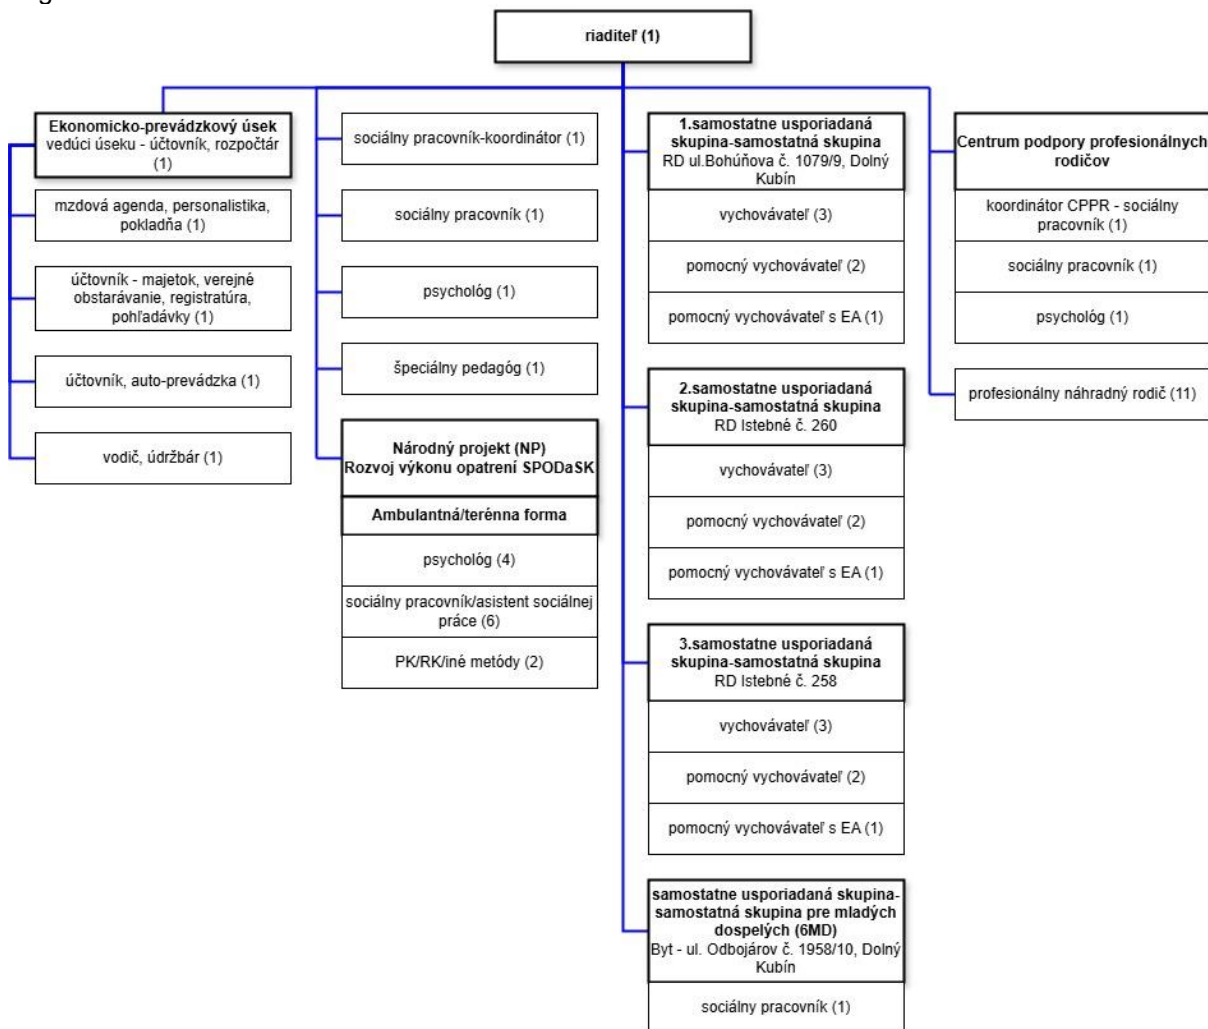 riaditeľ (1)
Ekonomicko-prevádzkový úsek
vedúci úseku - účtovník, rozpočtár
(1)
mzdová agenda, personalistika,
pokladňa (1)
účtovník - majetok, verejné
obstarávanie, registratúra,
pohľadávky (1)
účtovník, auto-prevádzka (1)
vodič, údržbár (1)
sociálny pracovník-koordinátor (1)
sociálny pracovník (1)
psychológ (1)
špeciálny pedagóg (1)
Národný projekt (NP)
Rozvoj výkonu opatrení SPODaSK
Ambulantná/terénna forma
psychológ (4)
sociálny pracovník/asistent sociálnej
práce (6)
PK/RK/iné metódy (2)
1.samostatne usporiadaná
skupina-samostatná skupina
RD ul.Bohúňova č. 1079/9, Dolný
Kubín
vychovávateľ (3)
pomocný vychovávateľ (2)
pomocný vychovávateľ s EA (1)
2.samostatne usporiadaná
skupina-samostatná skupina
RD Istebné č. 260
vychovávateľ (3)
pomocný vychovávateľ (2)
pomocný vychovávateľ s EA (1)
3.samostatne usporiadaná
skupina-samostatná skupina
RD Istebné č. 258
vychovávateľ (3)
pomocný vychovávateľ (2)
pomocný vychovávateľ s EA (1)
samostatne usporiadaná skupina-
samostatná skupina pre mladých
dospelých (6MD)
Byt - ul. Odbojárov č. 1958/10, Dolný
Kubín
sociálny pracovník (1)
Centrum podpory profesionálnych
rodičov
koordinátor CPPR - sociálny
pracovník (1)
sociálny pracovník (1)
psychológ (1)
profesionálny náhradný rodič (11)